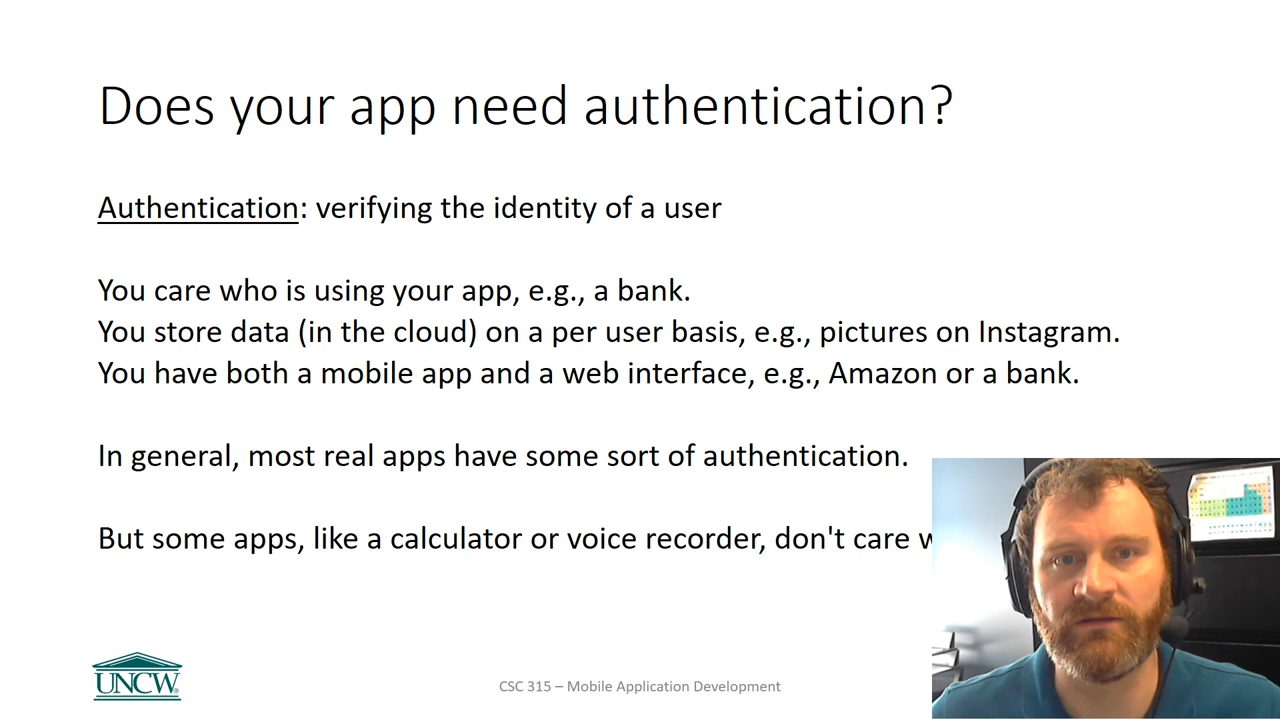 Does your app need authentication?
Authentication: verifying the identity of a user
You care who is using your app, e.g., a bank.
You store data (in the cloud) on a per user basis, e.g., pictures on Instagram.
You have both a mobile app and a web interface, e.g., Amazon or a bank.
In general, most real apps have some sort of authentication.
But some apps, like a calculator or voice recorder, don't care
UNCW
CSC 315 – Mobile Application Development